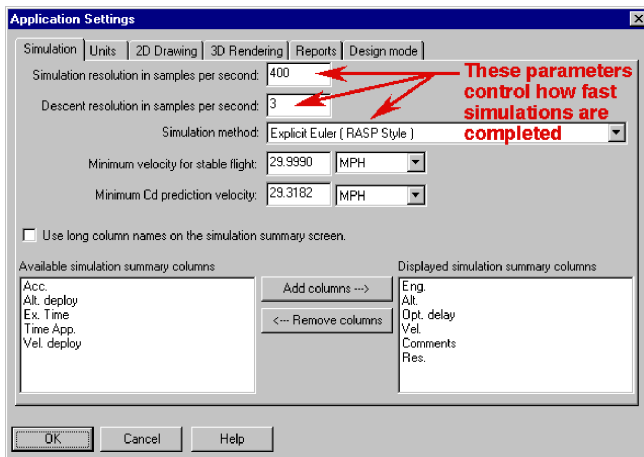 Application Settings
Simulation Units 2D Drawing 3D Rendering Reports Design mode
Simulation resolution in samples per second: 400
Descent resolution in samples per second: 3
Simulation method: Explicit Euler ( RASP Style )
These parameters
control how fast
simulations are
completed
Minimum velocity for stable flight: 29.9990 MPH
Minimum Cd prediction velocity: 29.3182 MPH
Use long column names on the simulation summary screen.
Available simulation summary columns
Acc.
Alt. deploy
Ex. Time
Time App.
Vel. deploy
Add columns --->
<--- Remove columns
Displayed simulation summary columns
Eng.
Alt.
Opt. delay
Vel.
Comments
Res.
OK Cancel Help